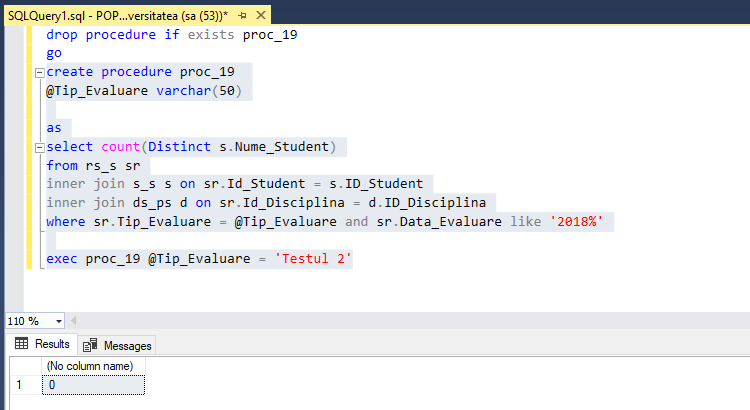 SQLQuery1.sql - POP...versitatea (sa (53))*
drop procedure if exists proc_19
go
create procedure proc_19
@Tip_Evaluare varchar(50)
as
select count(Distinct s.Nume_Student)
from rs_s sr
inner join s_s s on sr.Id_Student = s.ID_Student
inner join ds_ps d on sr.Id_Disciplina = d.ID_Disciplina
where sr.Tip_Evaluare = @Tip_Evaluare and sr.Data_Evaluare like '2018%'
exec proc_19 @Tip_Evaluare = 'Testul 2'
110 %
Results Messages
(No column name)
1 0